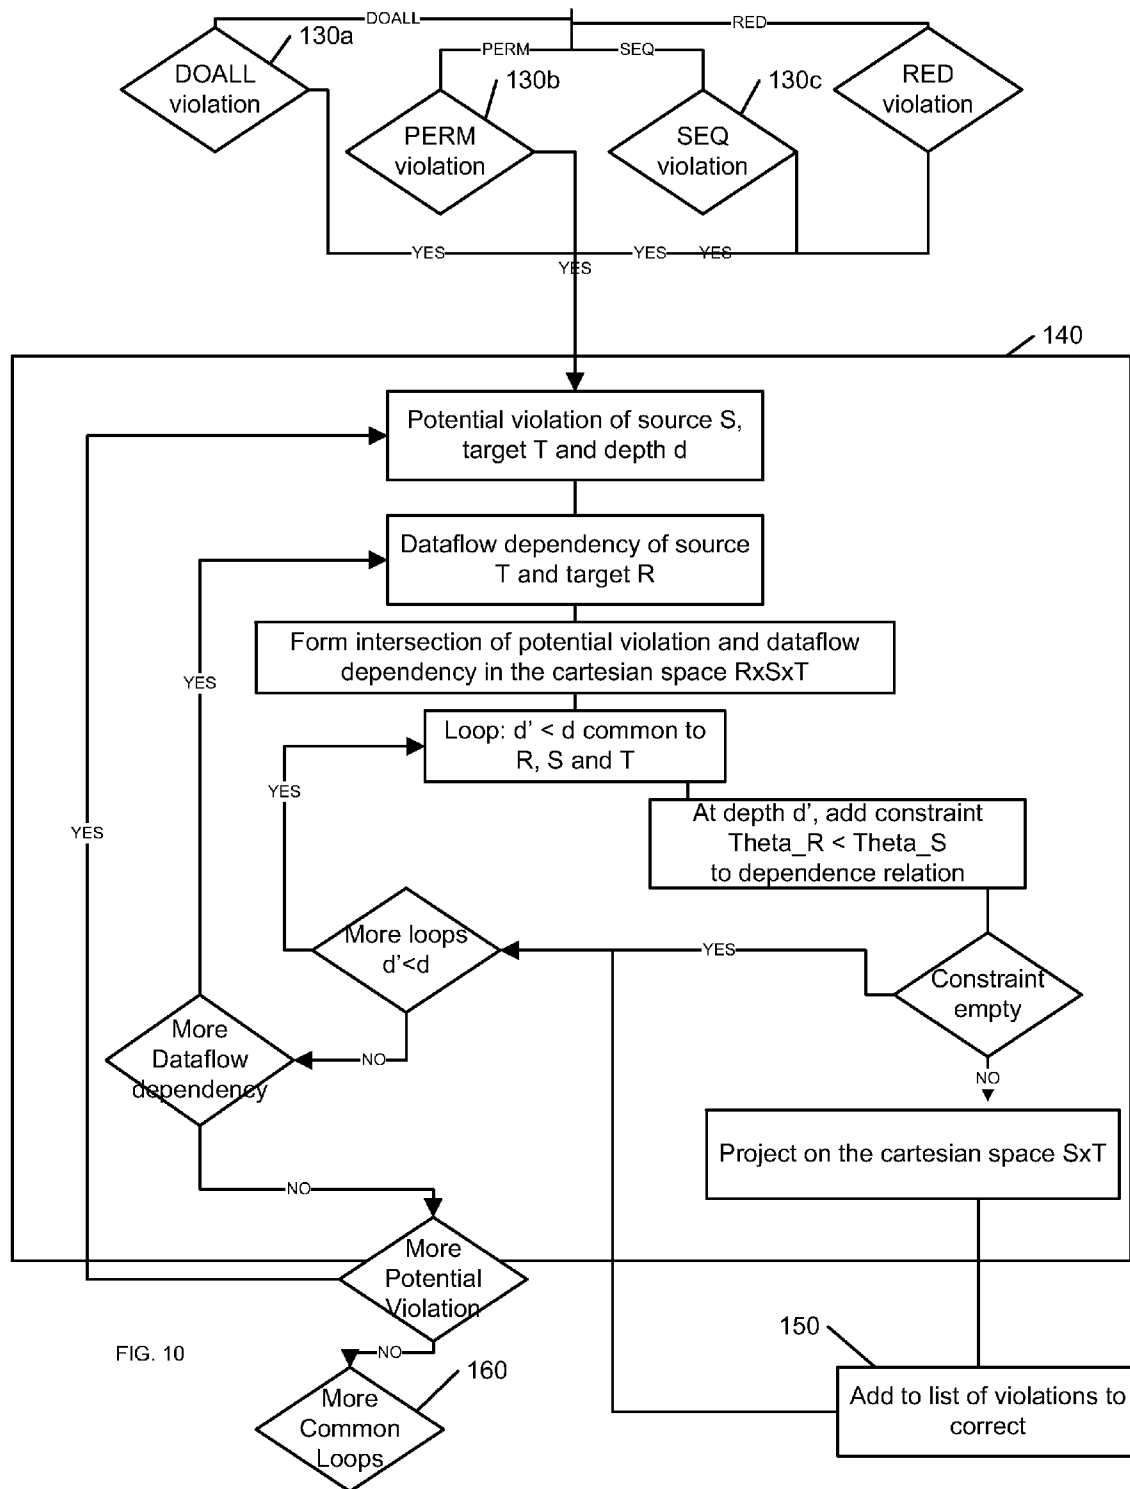 DOALL
RED
130a
PERM
SEQ
DOALL
violation
130b
130c
RED
violation
PERM
violation
SEQ
violation
YES
YES
YES
YES
140
Potential violation of source S,
target T and depth d
Dataflow dependency of source
T and target R
Form intersection of potential violation and dataflow
dependency in the cartesian space RxSxT
YES
Loop: d' < d common to
R, S and T
YES
At depth d', add constraint
Theta_R < Theta_S
to dependence relation
YES
More loops
d'<d
YES
Constraint
empty
More
Dataflow
dependency
NO
NO
Project on the cartesian space SxT
NO
More
Potential
Violation
150
FIG. 10
NO
160
More
Common
Loops
Add to list of violations to
correct